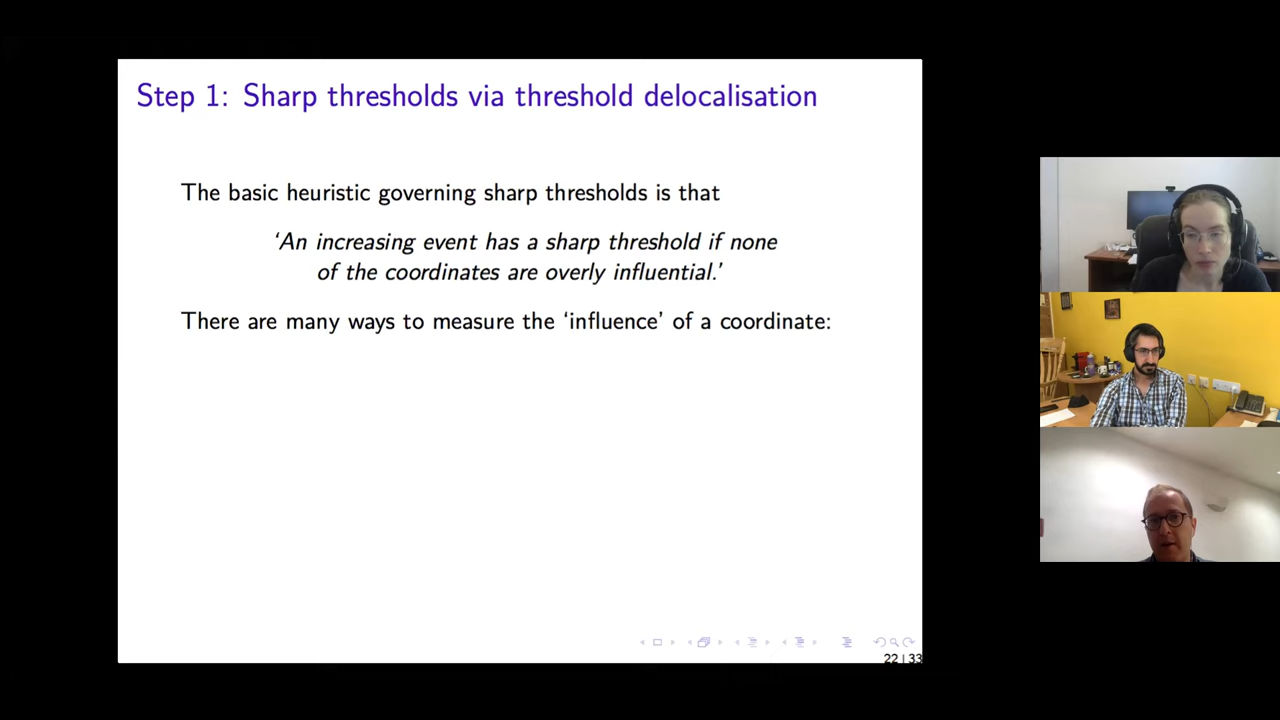 Step 1: Sharp thresholds via threshold delocalisation
The basic heuristic governing sharp thresholds is that
‘An increasing event has a sharp threshold if none
of the coordinates are overly influential.’
There are many ways to measure the ‘influence’ of a coordinate:
22 | 33